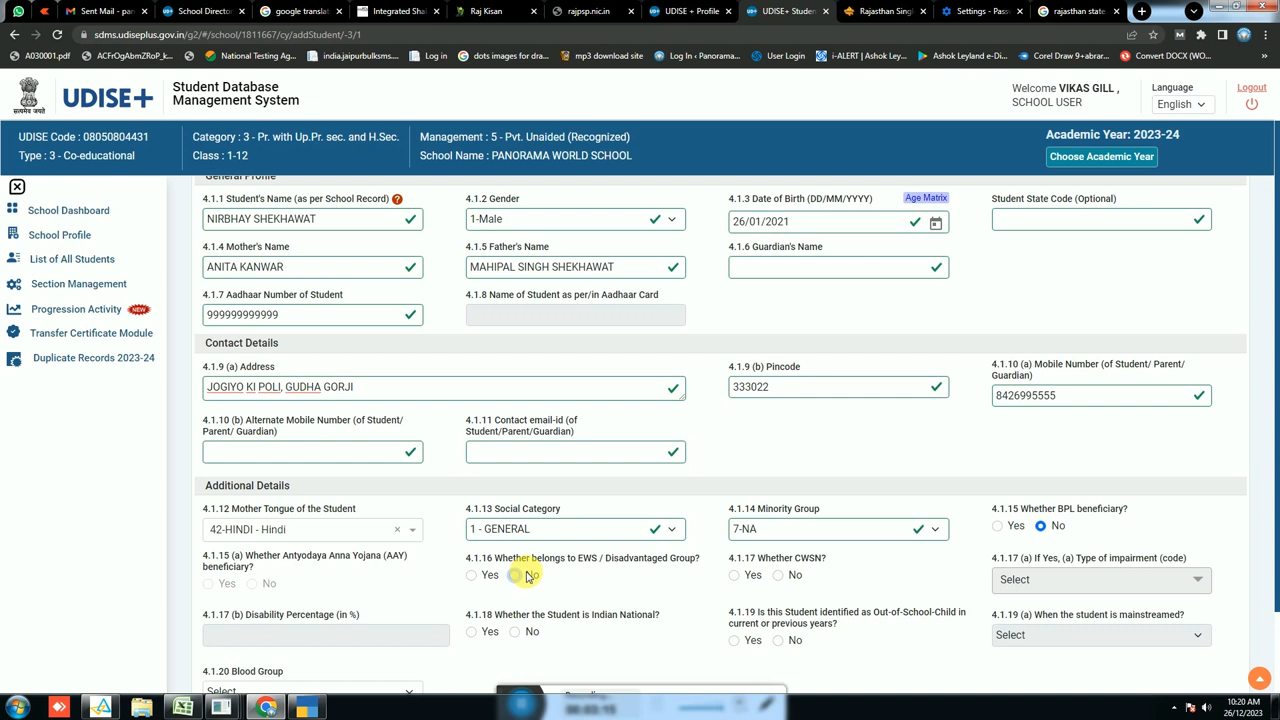 Sent Mail - pan
School Director
google translat
Integrated Shal
Raj Kisan
rajpsp.nic.in
UDISE + Profile
UDISE+ Studen
Rajasthan Singl
Settings - Passw
rajasthan state
sdms.udiseplus.gov.in/g2/#/school/1811667/cy/addStudent/-3/1
A030001.pdf
ACFrOgAbmZRoP_k...
National Testing Ag...
india.jaipurbulksms....
Log in
dots images for dra...
mp3 download site
Log In ‹ Panorama...
User Login
i-ALERT | Ashok Leyla...
Ashok Leyland e-Di...
Corel Draw 9+abrar...
Convert DOCX (WO...
UDISE+
Student Database
Management System
Welcome VIKAS GILL ,
SCHOOL USER
Language
English
Logout
UDISE Code : 08050804431
Category : 3 - Pr. with Up.Pr. sec. and H.Sec.
Management : 5 - Pvt. Unaided (Recognized)
Academic Year: 2023-24
Type : 3 - Co-educational
Class : 1-12
School Name : PANORAMA WORLD SCHOOL
Choose Academic Year
School Dashboard
School Profile
List of All Students
Section Management
Progression Activity NEW
Transfer Certificate Module
Duplicate Records 2023-24
General Profile
4.1.1 Student's Name (as per School Record) ?
4.1.2 Gender
4.1.3 Date of Birth (DD/MM/YYYY)
Age Matrix
Student State Code (Optional)
NIRBHAY SHEKHAWAT
1-Male
26/01/2021
4.1.4 Mother's Name
4.1.5 Father's Name
4.1.6 Guardian's Name
ANITA KANWAR
MAHIPAL SINGH SHEKHAWAT
4.1.7 Aadhaar Number of Student
4.1.8 Name of Student as per/in Aadhaar Card
999999999999
Contact Details
4.1.9 (a) Address
4.1.9 (b) Pincode
4.1.10 (a) Mobile Number (of Student/ Parent/
Guardian)
JOGIYO KI POLI, GUDHA GORJI
333022
8426995555
4.1.10 (b) Alternate Mobile Number (of Student/
Parent/ Guardian)
4.1.11 Contact email-id (of
Student/Parent/Guardian)
Additional Details
4.1.12 Mother Tongue of the Student
4.1.13 Social Category
4.1.14 Minority Group
4.1.15 Whether BPL beneficiary?
42-HINDI - Hindi
1 - GENERAL
7-NA
Yes No
4.1.15 (a) Whether Antyodaya Anna Yojana (AAY)
beneficiary?
Yes No
4.1.16 Whether belongs to EWS / Disadvantaged Group?
Yes No
4.1.17 Whether CWSN?
Yes No
4.1.17 (a) If Yes, (a) Type of impairment (code)
Select
4.1.17 (b) Disability Percentage (in %)
4.1.18 Whether the Student is Indian National?
Yes No
4.1.19 Is this Student identified as Out-of-School-Child in
current or previous years?
Yes No
4.1.19 (a) When the student is mainstreamed?
Select
4.1.20 Blood Group
Select
00:03:15
10:20 AM
26/12/2023